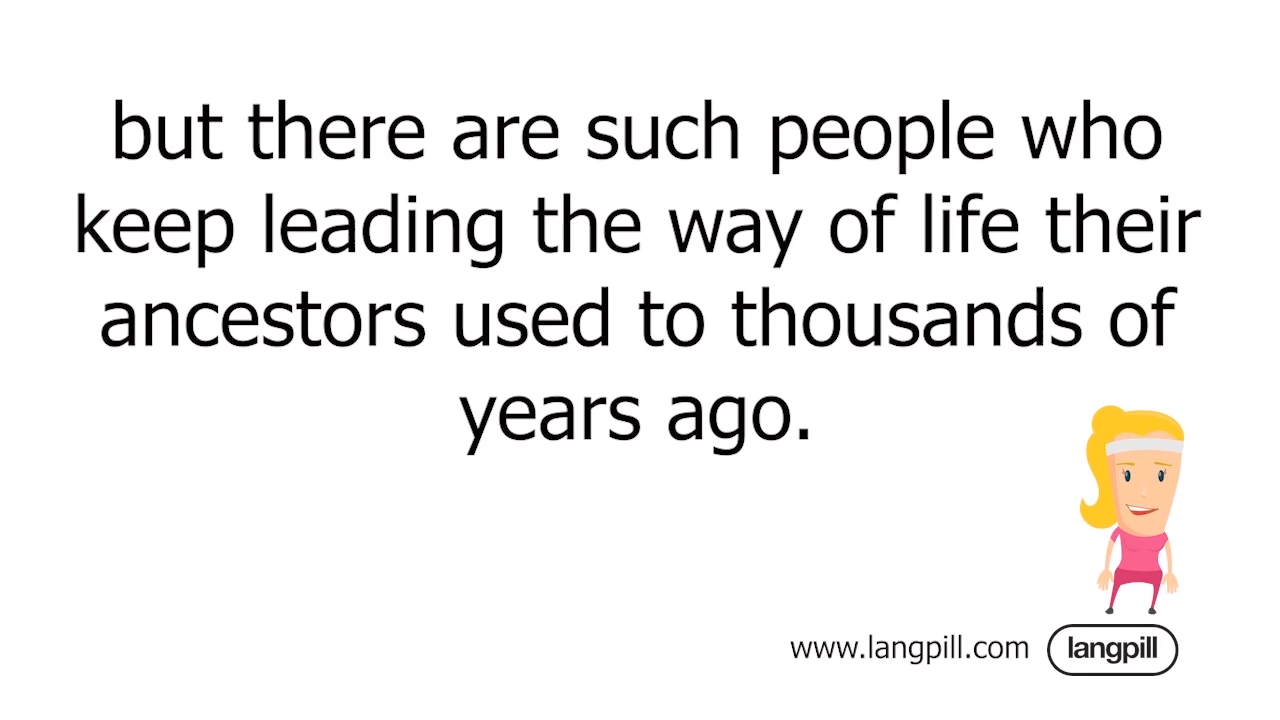 but there are such people who
keep leading the way of life their
ancestors used to thousands of
years ago.
www.langpill.com langpill